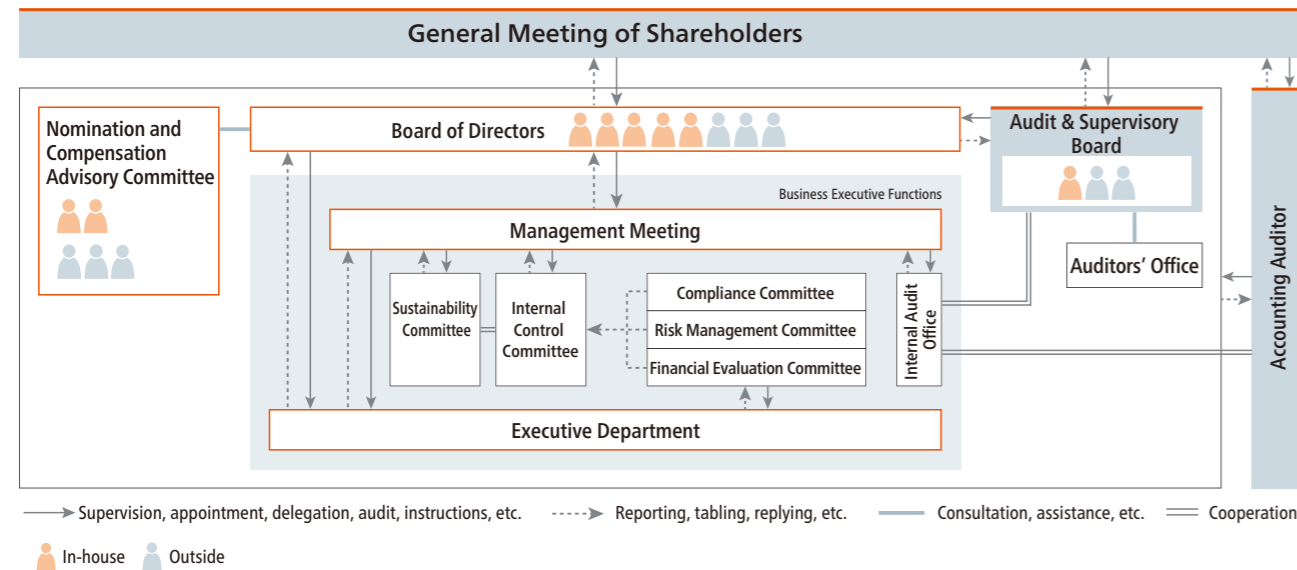 General Meeting of Shareholders
Nomination and
Compensation
Advisory Committee
Board of Directors
Audit & Supervisory
Board
Business Executive Functions
Management Meeting
Auditors’ Office
Accounting Auditor
Sustainability
Committee
Internal
Control
Committee
Compliance Committee
Risk Management Committee
Financial Evaluation Committee
Internal Audit
Office
Executive Department
Supervision, appointment, delegation, audit, instructions, etc.
Reporting, tabling, replying, etc.
Consultation, assistance, etc.
Cooperation
In-house
Outside